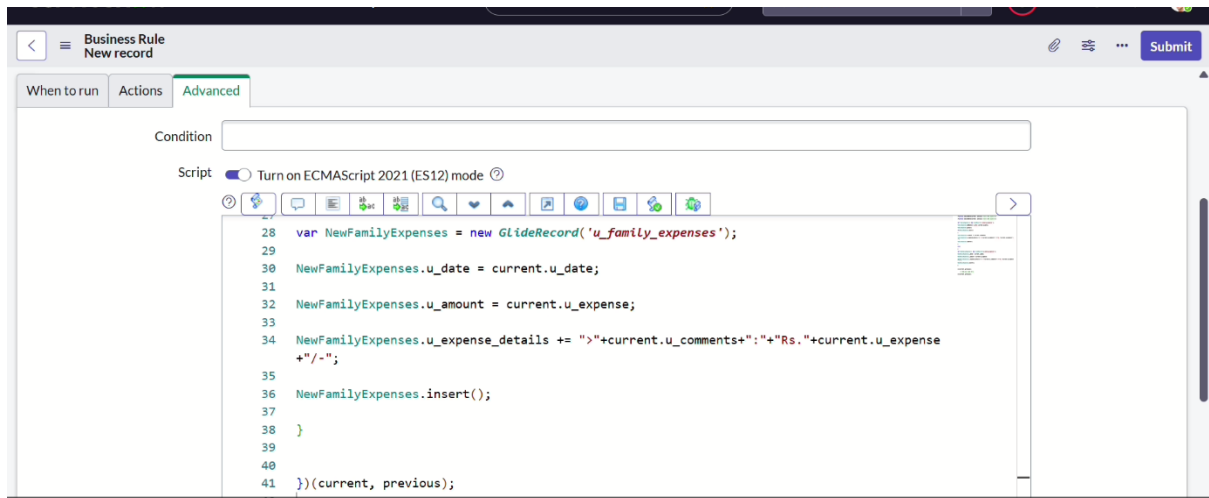 Business Rule
New record
Submit
When to run
Actions
Advanced
Condition
Script
Turn on ECMAScript 2021 (ES12) mode
27
28 var NewFamilyExpenses = new GlideRecord('u_family_expenses');
29
30 NewFamilyExpenses.u_date = current.u_date;
31
32 NewFamilyExpenses.u_amount = current.u_expense;
33
34 NewFamilyExpenses.u_expense_details += ">"+current.u_comments+":"+"Rs."+current.u_expense
+"/-";
35
36 NewFamilyExpenses.insert();
37
38 }
39
40
41 })(current, previous);